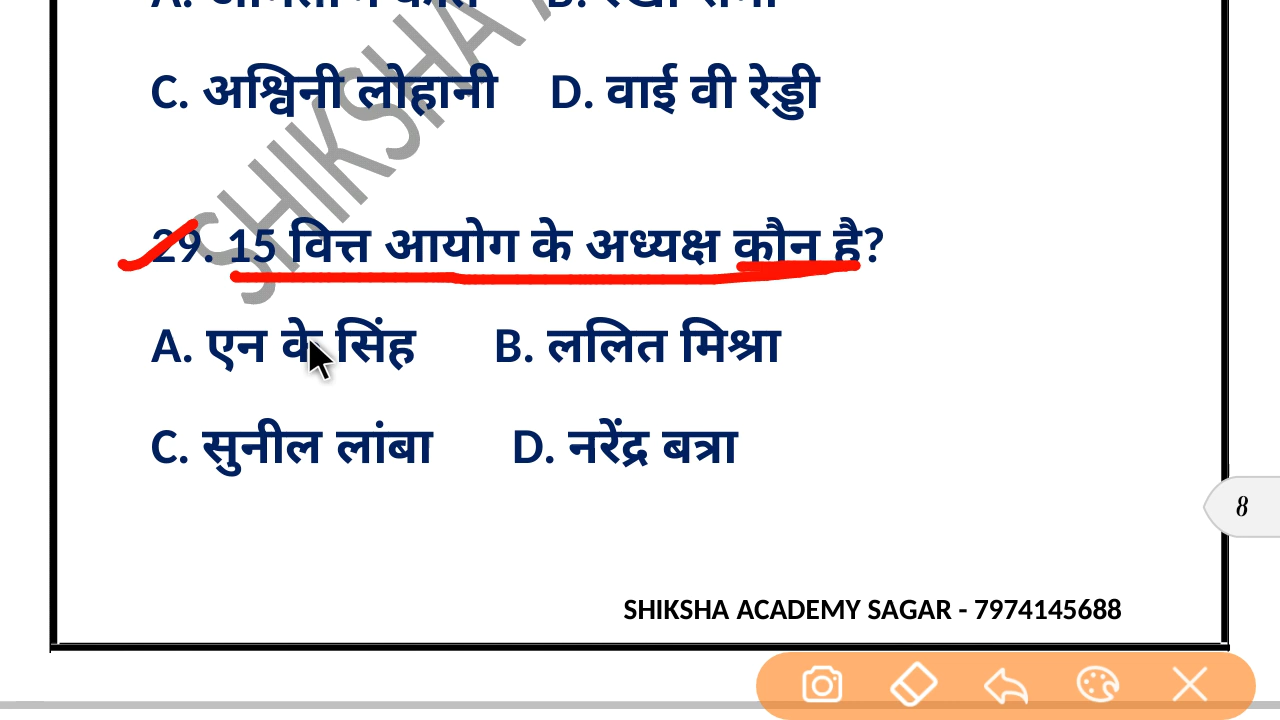 C. अश्विनी लोहानी D. वाई वी रेड्डी
29. 15 वित्त आयोग के अध्यक्ष कौन है?
A. एन के सिंह B. ललित मिश्रा
C. सुनील लांबा D. नरेंद्र बत्रा
8
SHIKSHA ACADEMY SAGAR - 7974145688
SHIKSHA